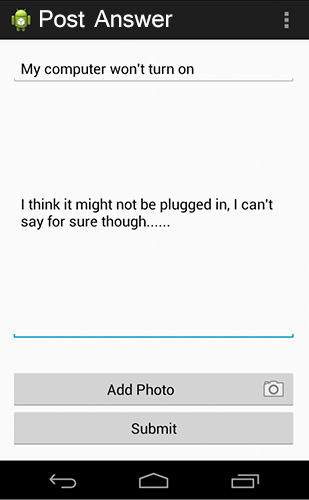 Post Answer
My computer won't turn on
I think it might not be plugged in, I can't
say for sure though......
Add Photo
Submit